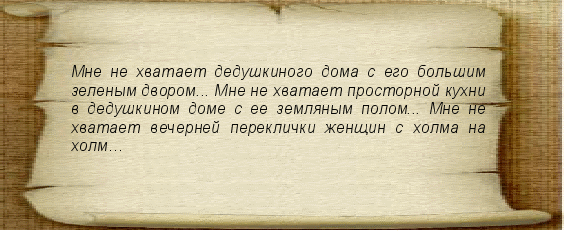 Мне не хватает дедушкиного дома с его большим
зеленым двором... Мне не хватает просторной кухни
в дедушкином доме с ее земляным полом... Мне не
хватает вечерней переклички женщин с холма на
холм...